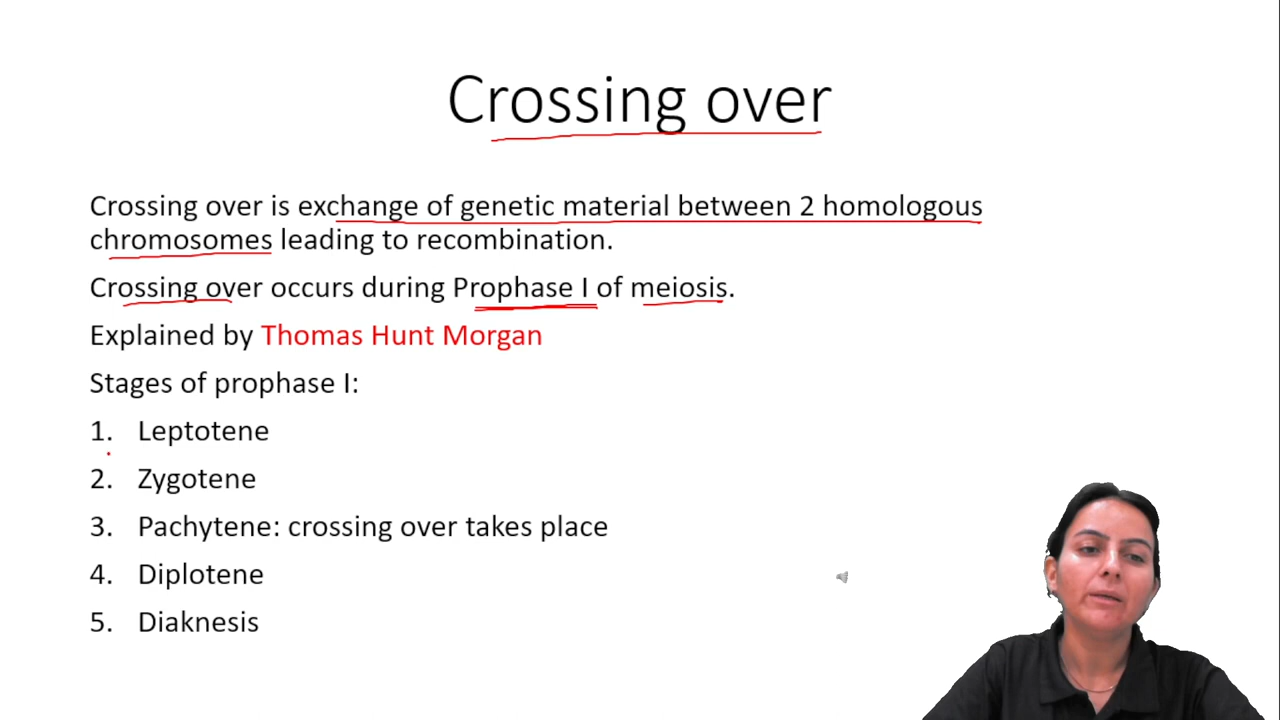 Crossing over
Crossing over is exchange of genetic material between 2 homologous
chromosomes leading to recombination.
Crossing over occurs during Prophase I of meiosis.
Explained by Thomas Hunt Morgan
Stages of prophase I:
1. Leptotene
2. Zygotene
3. Pachytene: crossing over takes place
4. Diplotene
5. Diaknesis